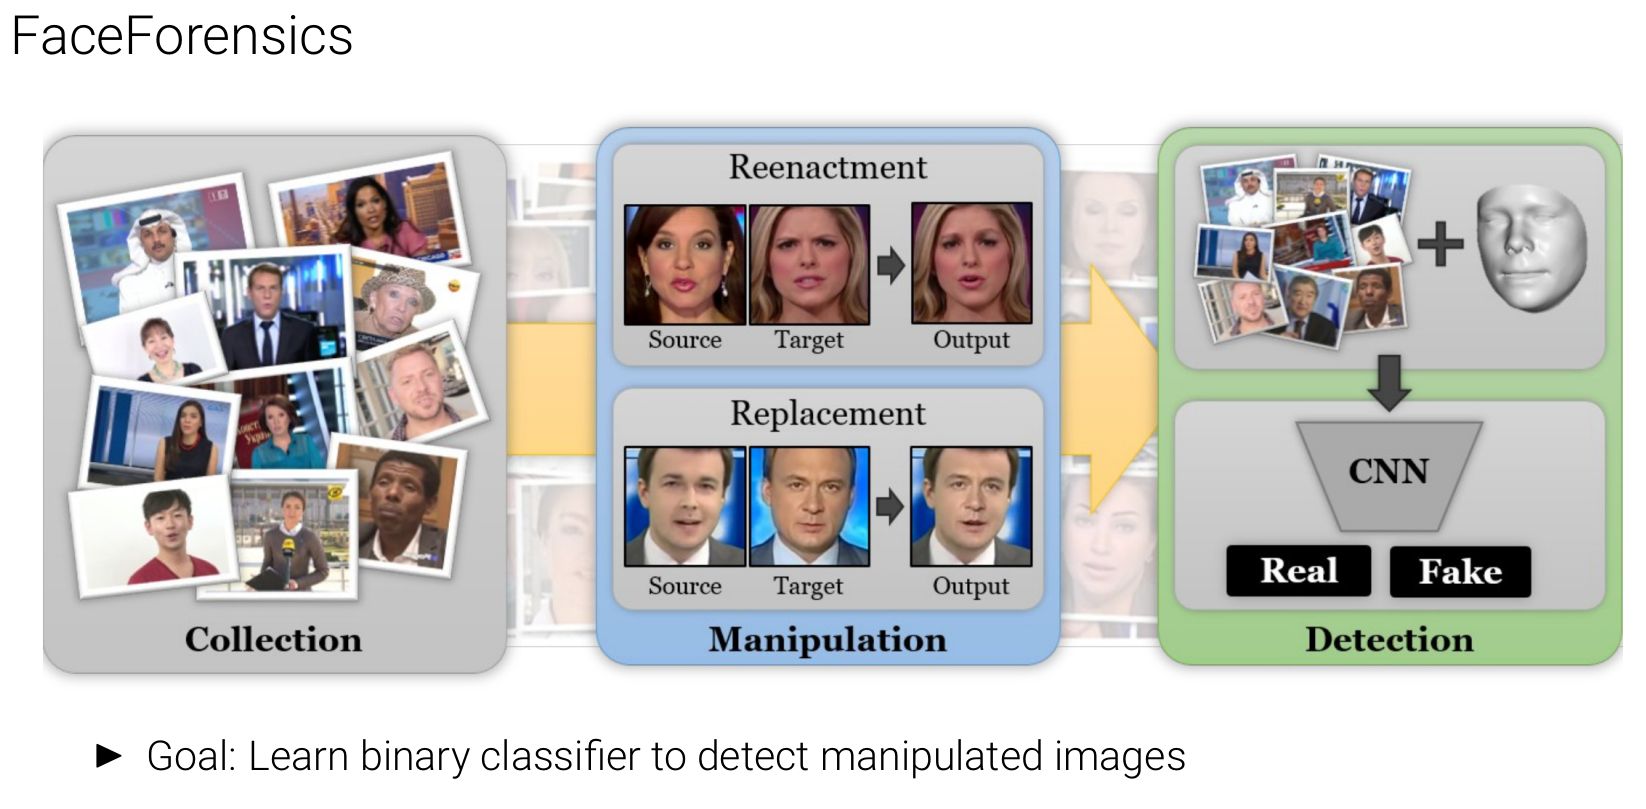 FaceForensics
Reenactment
Source Target Output
Replacement
Source Target Output
CNN
Real Fake
Collection
Manipulation
Detection
► Goal: Learn binary classifier to detect manipulated images